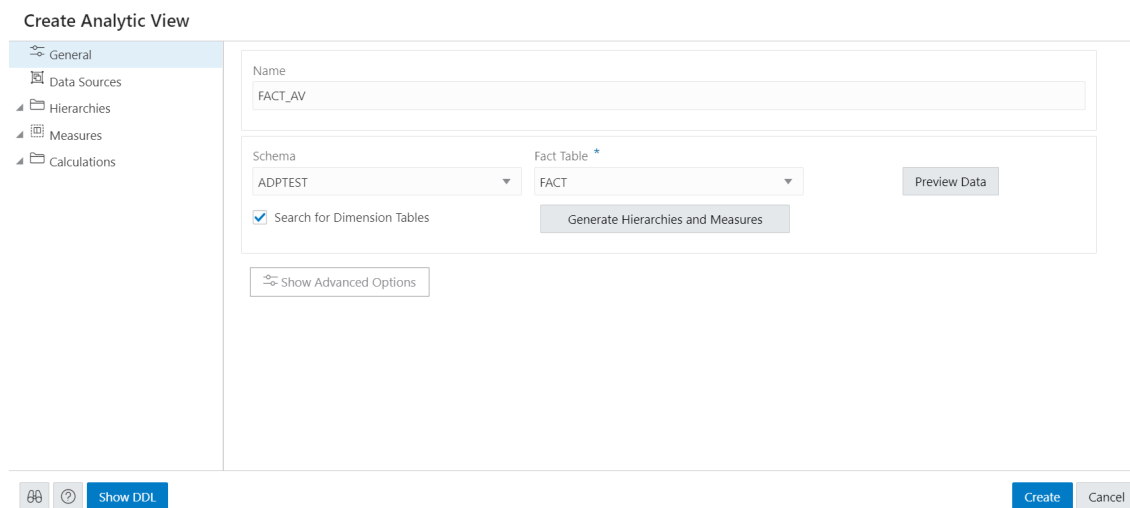 Create Analytic View
General
Data Sources
Hierarchies
Measures
Calculations
Name
FACT_AV
Schema
Fact Table *
ADPTEST
FACT
Preview Data
Search for Dimension Tables
Generate Hierarchies and Measures
Show Advanced Options
Show DDL
Create
Cancel